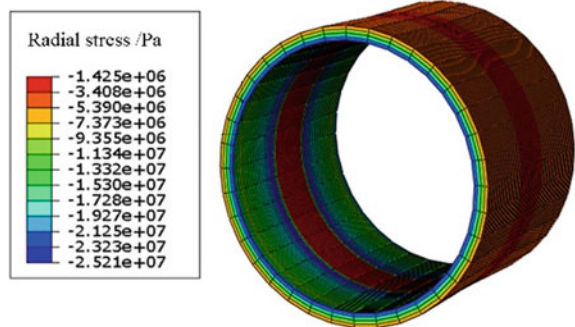 Radial stress /Pa
-1.425e+06
-3.408e+06
-5.390e+06
-7.373e+06
-9.355e+06
-1.134e+07
-1.332e+07
-1.530e+07
-1.728e+07
-1.927e+07
-2.125e+07
-2.323e+07
-2.521e+07